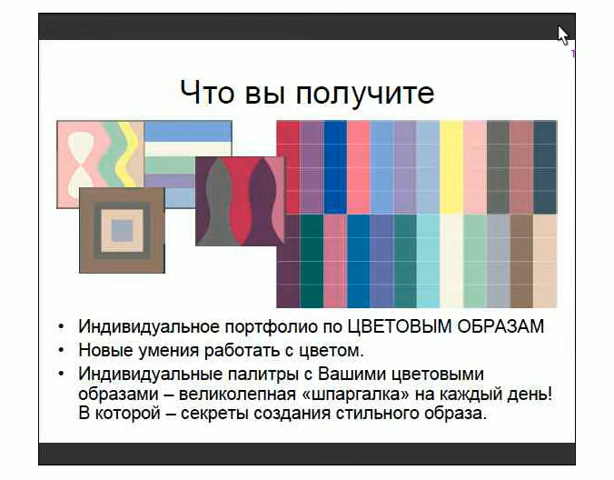 Что вы получите
• Индивидуальное портфолио по ЦВЕТОВЫМ ОБРАЗАМ
• Новые умения работать с цветом.
• Индивидуальные палитры с Вашими цветовыми
образами – великолепная «шпаргалка» на каждый день!
В которой – секреты создания стильного образа.